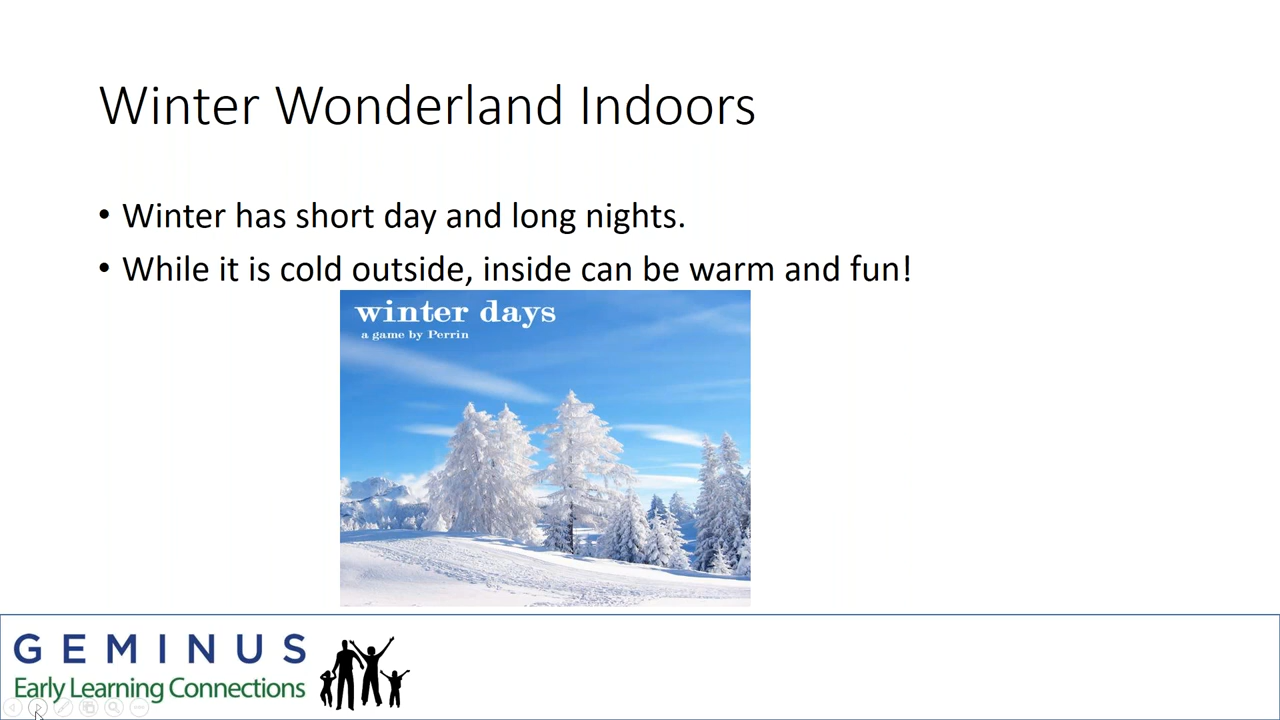 Winter Wonderland Indoors
• Winter has short day and long nights.
• While it is cold outside, inside can be warm and fun!
winter days
a game by Perrin
GEMINUS
Early Learning Connections